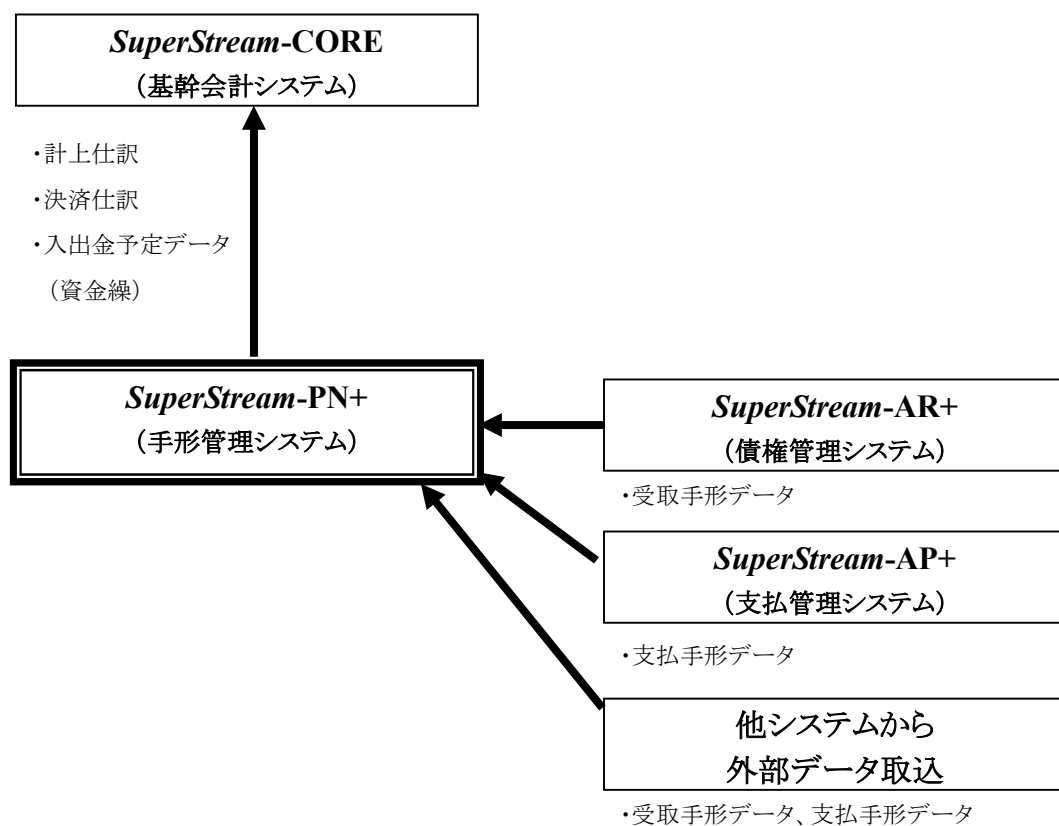 SuperStream-CORE
(基幹会計システム)
・計上仕訳
・決済仕訳
・入出金予定データ
(資金繰)
SuperStream-PN+
(手形管理システム)
SuperStream-AR+
(債権管理システム)
・受取手形データ
SuperStream-AP+
(支払管理システム)
・支払手形データ
他システムから
外部データ取込
・受取手形データ、支払手形データ